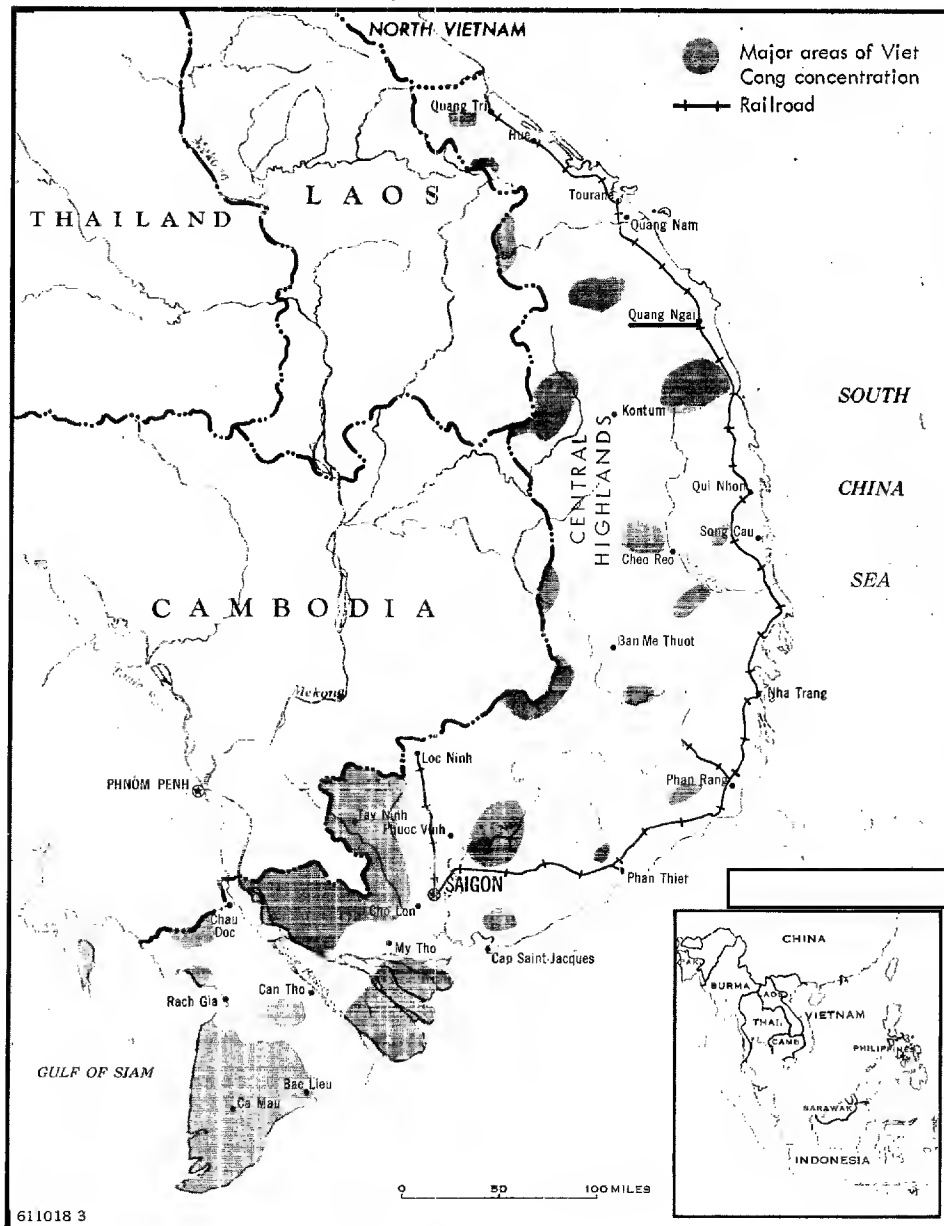 NORTH VIETNAM
Major areas of Viet
Cong concentration
Railroad
Quang Tri
Hue
LAOS
THAILAND
Tourane
Quang Nam
Quang Ngai
SOUTH
CHINA
SEA
Kontum
CENTRAL
HIGHLANDS
Qui Nhon
Song Cau
Cheo Reo
CAMBODIA
Ban Me Thuot
Mekong
Nha Trang
Loc Ninh
PHNOM PENH
Phan Rang
Tay Ninh
Phuoc Vinh
SAIGON
Phan Thiet
Cho Lon
Chau
Doc
My Tho
Cap Saint-Jacques
Rach Gia
Can Tho
GULF OF SIAM
Bac Lieu
Ca Mau
0 50 100 MILES
611018 3
CHINA
BURMA
LAOS
VIETNAM
THAI.
CAMB
PHILIPPINES
SARAWAK
INDONESIA